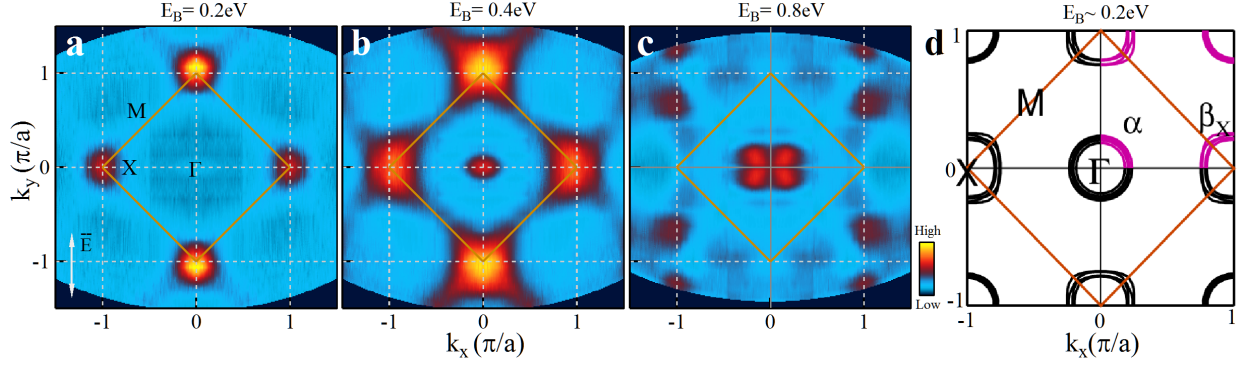 E_B= 0.2eV
E_B= 0.4eV
E_B= 0.8eV
E_B~ 0.2eV
a
b
c
d
k_y (π/a)
1
0
-1
M
X
Γ
E
-1
0
1
-1
0
1
-1
0
1
k_x (π/a)
High
Low
1
0
-1
M
α
β_X
X
Γ
-1
0
1
k_x(π/a)